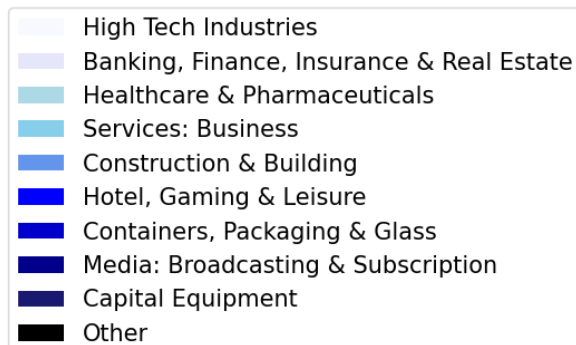 High Tech Industries
Banking, Finance, Insurance & Real Estate
Healthcare & Pharmaceuticals
Services: Business
Construction & Building
Hotel, Gaming & Leisure
Containers, Packaging & Glass
Media: Broadcasting & Subscription
Capital Equipment
Other